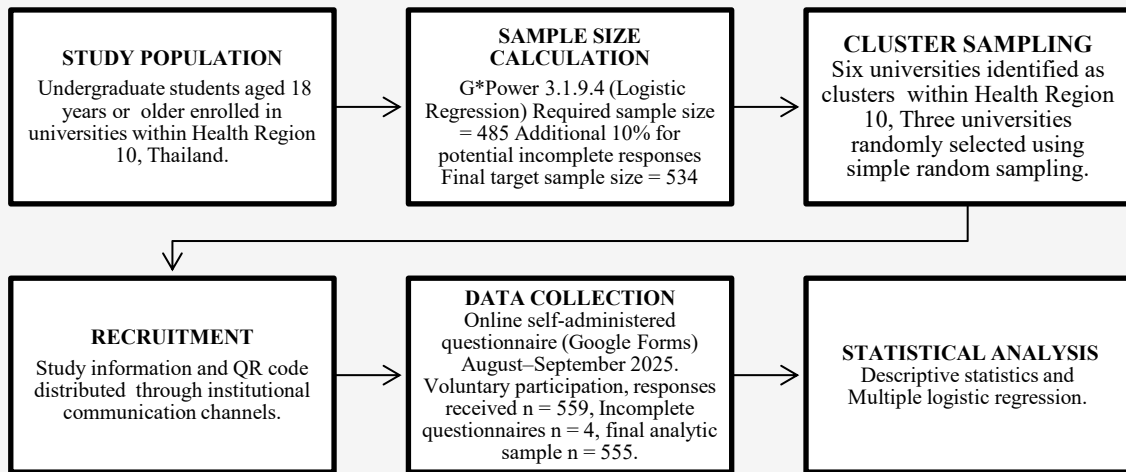 STUDY POPULATION
Undergraduate students aged 18
years or older enrolled in
universities within Health Region
10, Thailand.
SAMPLE SIZE
CALCULATION
G*Power 3.1.9.4 (Logistic
Regression) Required sample size
= 485 Additional 10% for
potential incomplete responses
Final target sample size = 534
CLUSTER SAMPLING
Six universities identified as
clusters within Health Region
10, Three universities
randomly selected using
simple random sampling.
RECRUITMENT
Study information and QR code
distributed through institutional
communication channels.
DATA COLLECTION
Online self-administered
questionnaire (Google Forms)
August–September 2025.
Voluntary participation, responses
received n = 559, Incomplete
questionnaires n = 4, final analytic
sample n = 555.
STATISTICAL ANALYSIS
Descriptive statistics and
Multiple logistic regression.